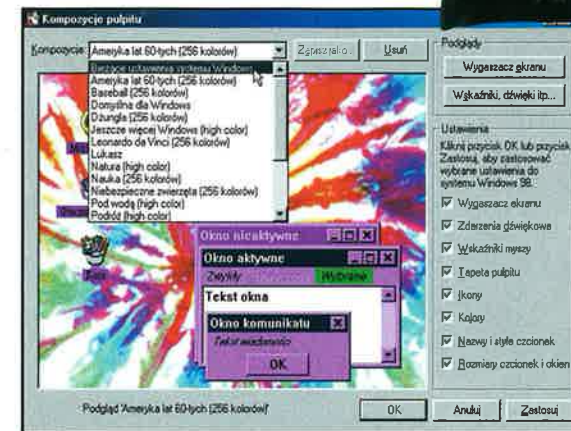 Kompozycje pulpitu
Kompozycje: Ameryka lat 60-tych (256 kolorów)
Zapisz jako...
Usuń
Bieżące ustawienia systemu Windows
Ameryka lat 60-tych (256 kolorów)
Baseball (256 kolorów)
Domyślna dla Windows
Dżungla (256 kolorów)
Jeszcze więcej Windows (high color)
Leonardo da Vinci (256 kolorów)
Lukasz
Natura (high color)
Nauka (256 kolorów)
Niebezpieczne zwierzęta (256 kolorów)
Pod wodą (high color)
Podróż (high color)
Okno nieaktywne
Okno aktywne
Zwykły
Wybrane
Tekst okna
Okno komunikatu
Tekst wiadomości
OK
Podgląd 'Ameryka lat 60-tych (256 kolorów)'
Podglądy
Wygaszacz ekranu
Wskaźniki, dźwięki itp...
Ustawienia
Kliknij przycisk OK lub przycisk
Zastosuj, aby zastosować
wybrane ustawienia do
systemu Windows 98.
Wygaszacz ekranu
Zdarzenia dźwiękowe
Wskaźniki myszy
Tapeta pulpitu
Ikony
Kolory
Nazwy i style czcionek
Rozmiary czcionek i okien
OK
Anuluj
Zastosuj